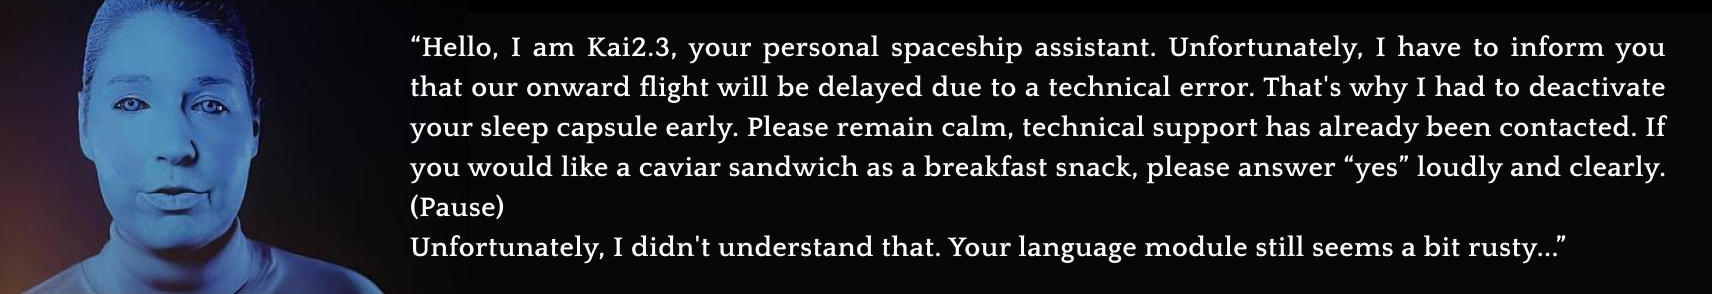 “Hello, I am Kai2.3, your personal spaceship assistant. Unfortunately, I have to inform you
that our onward flight will be delayed due to a technical error. That's why I had to deactivate
your sleep capsule early. Please remain calm, technical support has already been contacted. If
you would like a caviar sandwich as a breakfast snack, please answer “yes” loudly and clearly.
(Pause)
Unfortunately, I didn't understand that. Your language module still seems a bit rusty...”